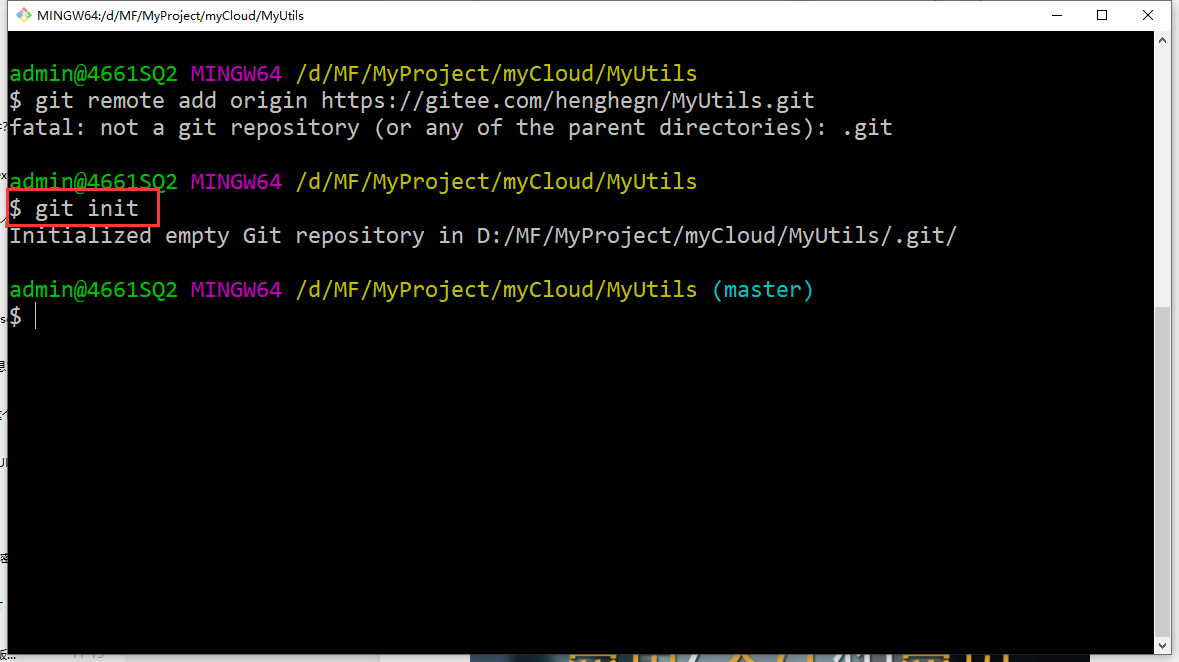 MINGW64:/d/MF/MyProject/myCloud/MyUtils
admin@4661SQ2 MINGW64 /d/MF/MyProject/myCloud/MyUtils
$ git remote add origin https://gitee.com/henghegn/MyUtils.git
fatal: not a git repository (or any of the parent directories): .git
admin@4661SQ2 MINGW64 /d/MF/MyProject/myCloud/MyUtils
$ git init
Initialized empty Git repository in D:/MF/MyProject/myCloud/MyUtils/.git/
admin@4661SQ2 MINGW64 /d/MF/MyProject/myCloud/MyUtils (master)
$